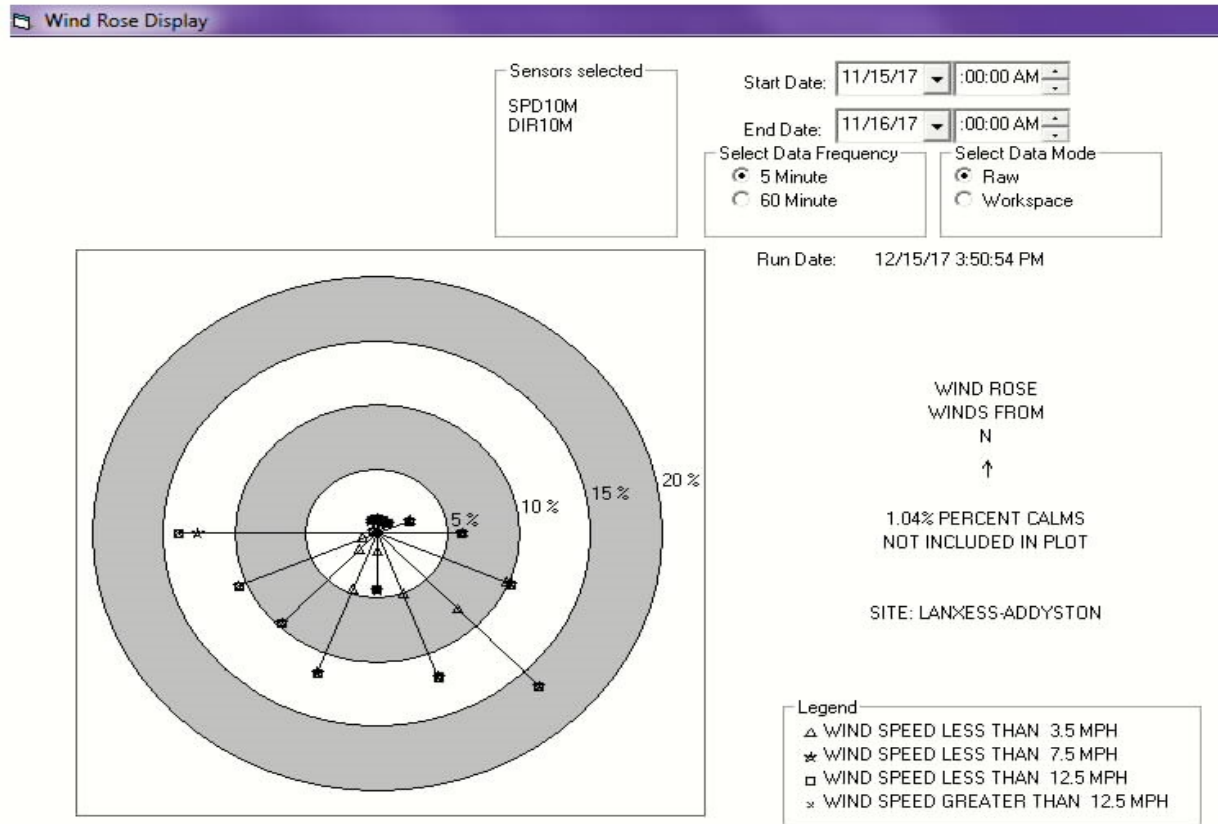 Wind Rose Display
Sensors selected
SPD10M
DIR10M
Start Date: 11/15/17 :00:00 AM
End Date: 11/16/17 :00:00 AM
Select Data Frequency
5 Minute
60 Minute
Select Data Mode
Raw
Workspace
Run Date: 12/15/17 3:50:54 PM
5 %
10 %
15 %
20 %
WIND ROSE
WINDS FROM
N
↑
1.04% PERCENT CALMS
NOT INCLUDED IN PLOT
SITE: LANXESS-ADDYSTON
Legend
WIND SPEED LESS THAN 3.5 MPH
WIND SPEED LESS THAN 7.5 MPH
WIND SPEED LESS THAN 12.5 MPH
WIND SPEED GREATER THAN 12.5 MPH